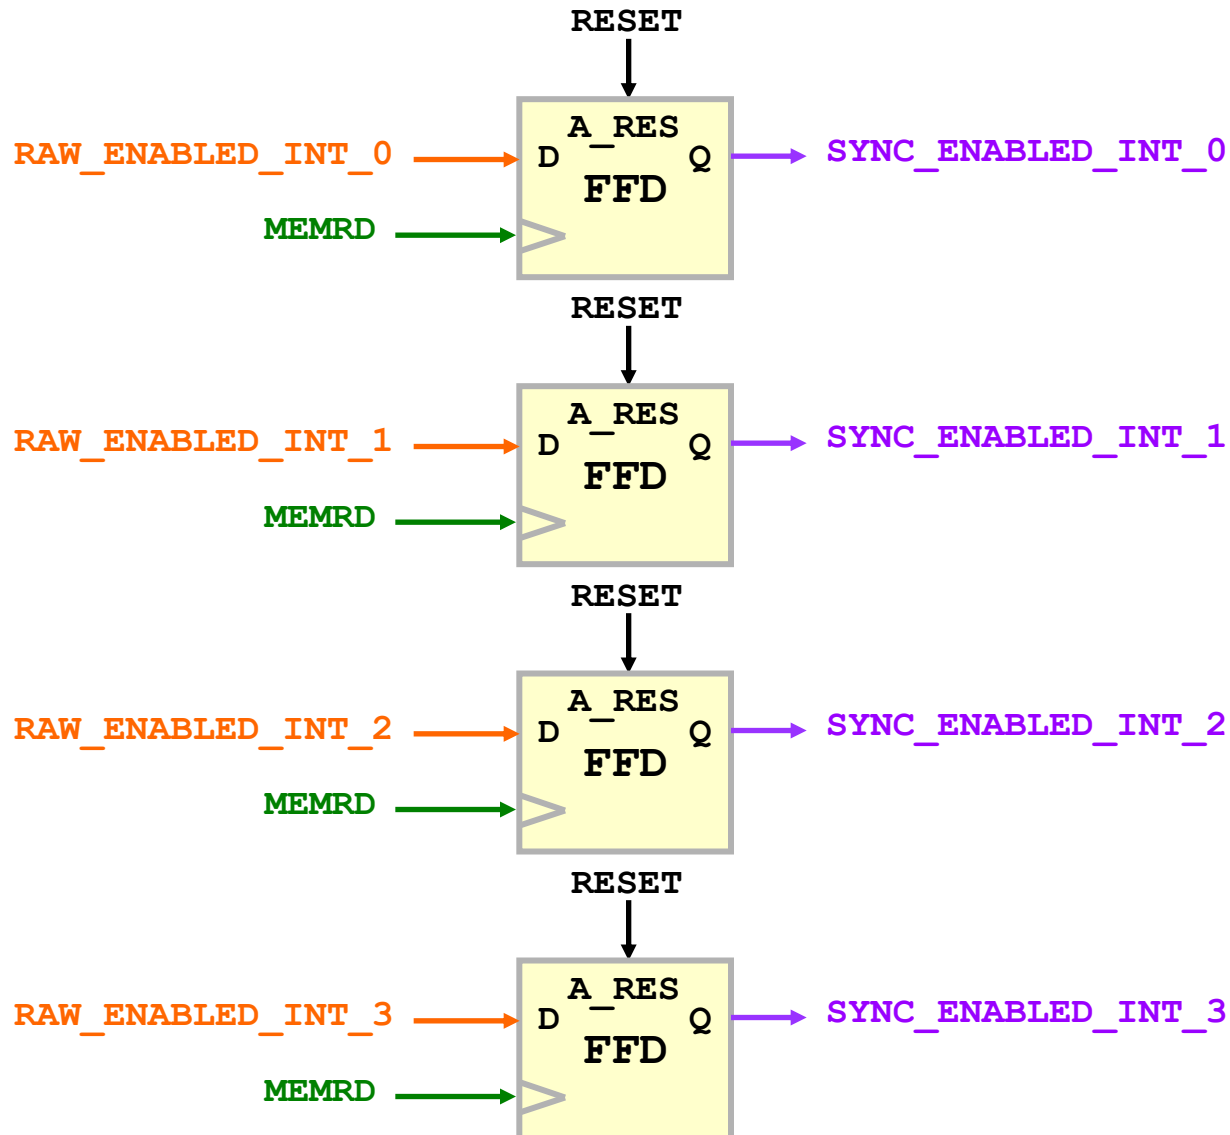 RESET
A_RES
RAW_ENABLED_INT_0 D Q SYNC_ENABLED_INT_0
FFD
MEMRD
RESET
A_RES
RAW_ENABLED_INT_1 D Q SYNC_ENABLED_INT_1
FFD
MEMRD
RESET
A_RES
RAW_ENABLED_INT_2 D Q SYNC_ENABLED_INT_2
FFD
MEMRD
RESET
A_RES
RAW_ENABLED_INT_3 D Q SYNC_ENABLED_INT_3
FFD
MEMRD